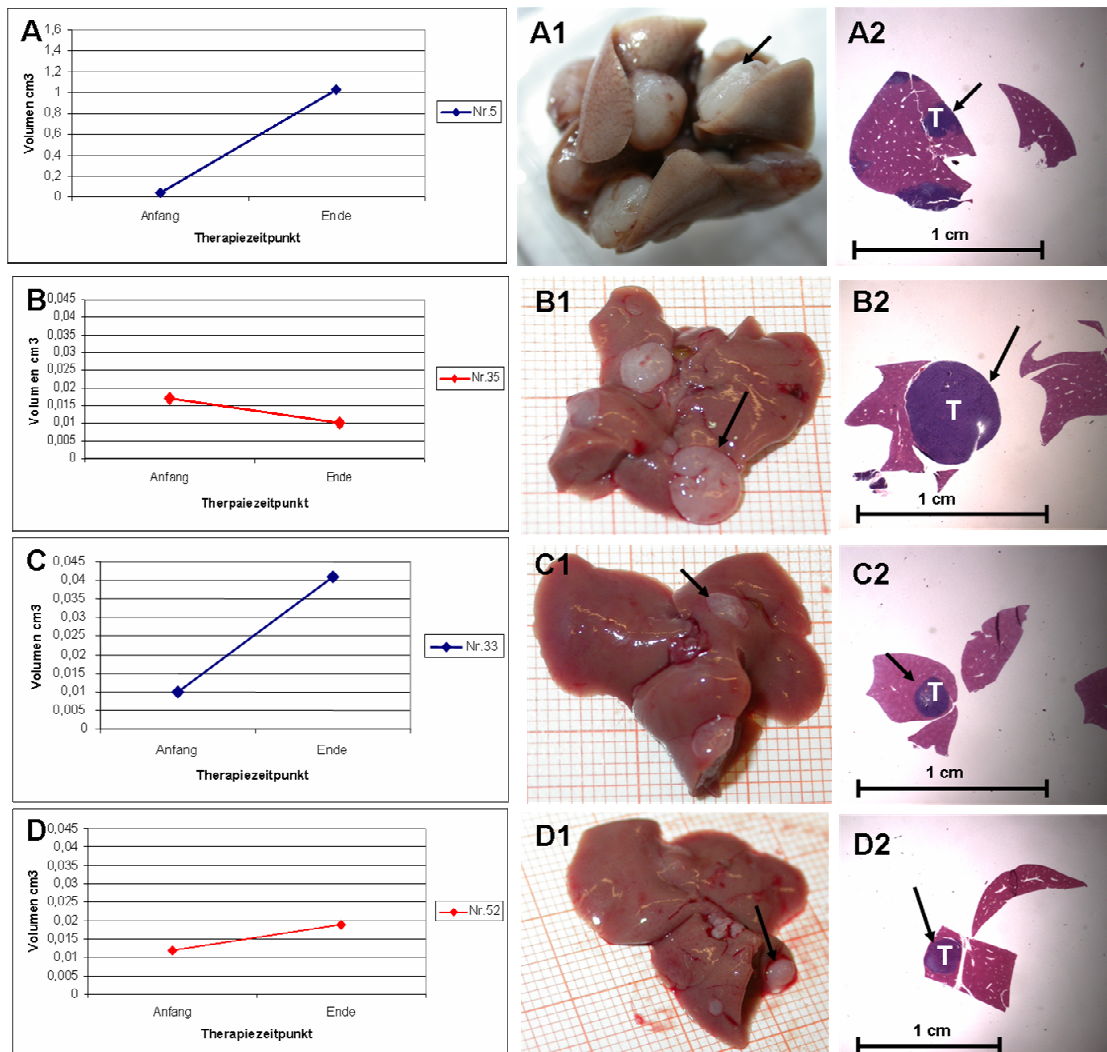 A
1,6
1,4
1,2
1
0,8
0,6
0,4
0,2
0
Volumen cm3
Anfang
Ende
Therapiezeitpunkt
Nr.5
A1
A2
T
1 cm
B
0,045
0,04
0,035
0,03
0,025
0,02
0,015
0,01
0,005
0
Volumen cm3
Anfang
Ende
Therpaiezeitpunkt
Nr.35
B1
B2
T
1 cm
C
0,045
0,04
0,035
0,03
0,025
0,02
0,015
0,01
0,005
0
Volumen cm3
Anfang
Ende
Therapiezeitpunkt
Nr.33
C1
C2
T
1 cm
D
0,045
0,04
0,035
0,03
0,025
0,02
0,015
0,01
0,005
0
Volumen cm3
Anfang
Ende
Therapiezeitpunkt
Nr.52
D1
D2
T
1 cm